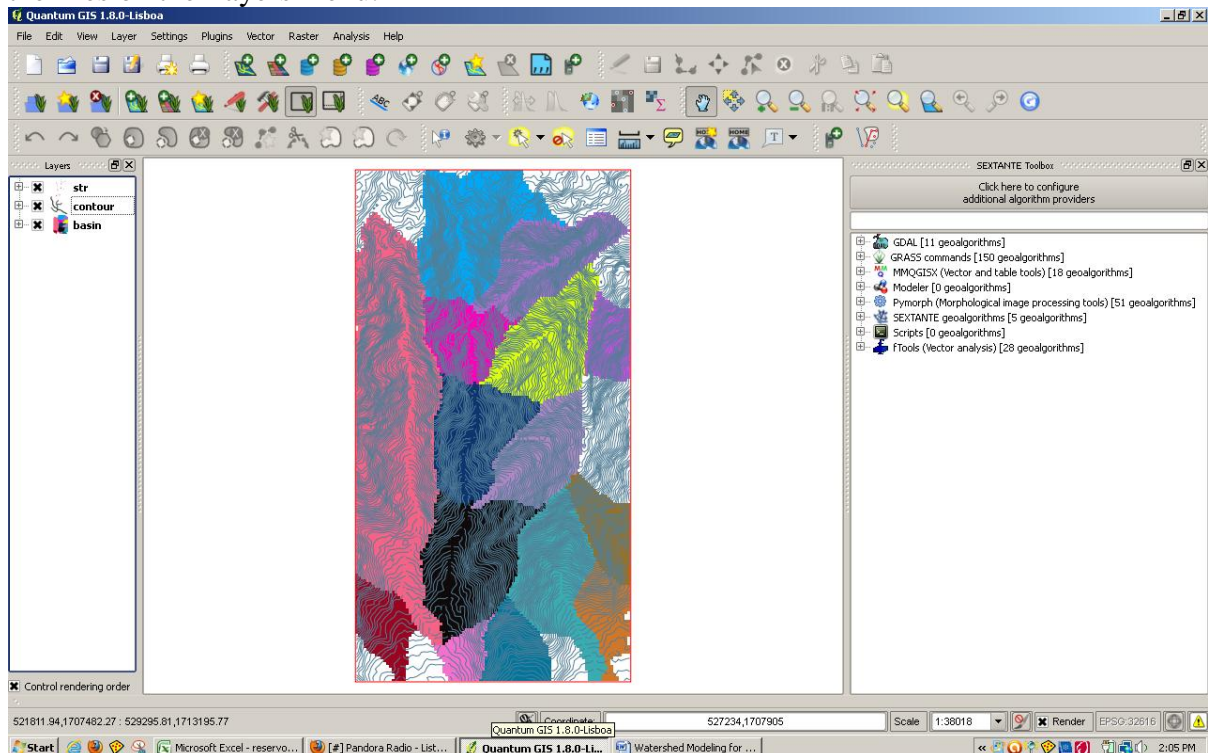 Quantum GIS 1.8.0-Lisboa
File Edit View Layer Settings Plugins Vector Raster Analysis Help
Layers
str
contour
basin
Control rendering order
SEXTANTE Toolbox
Click here to configure
additional algorithm providers
GDAL [11 geoalgorithms]
GRASS commands [150 geoalgorithms]
MMQGISX (Vector and table tools) [18 geoalgorithms]
Modeler [0 geoalgorithms]
Pymorph (Morphological image processing tools) [51 geoalgorithms]
SEXTANTE geoalgorithms [5 geoalgorithms]
Scripts [0 geoalgorithms]
fTools (Vector analysis) [28 geoalgorithms]
521811.94,1707482.27 : 529295.81,1713195.77
Coordinate:
527234,1707905
Scale 1:38018
Render
EPSG:32616
Quantum GIS 1.8.0-Lisboa
Start
Microsoft Excel - reservo...
[#] Pandora Radio - List...
Quantum GIS 1.8.0-Li...
Watershed Modeling for ...
2:05 PM